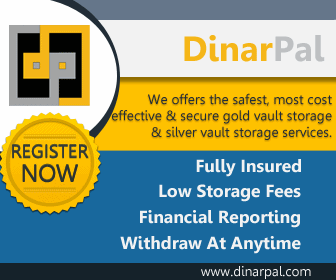 DinarPal
We offers the safest, most cost
effective & secure gold vault storage
& silver vault storage services.
REGISTER
NOW
Fully Insured
Low Storage Fees
Financial Reporting
Withdraw At Anytime
www.dinarpal.com